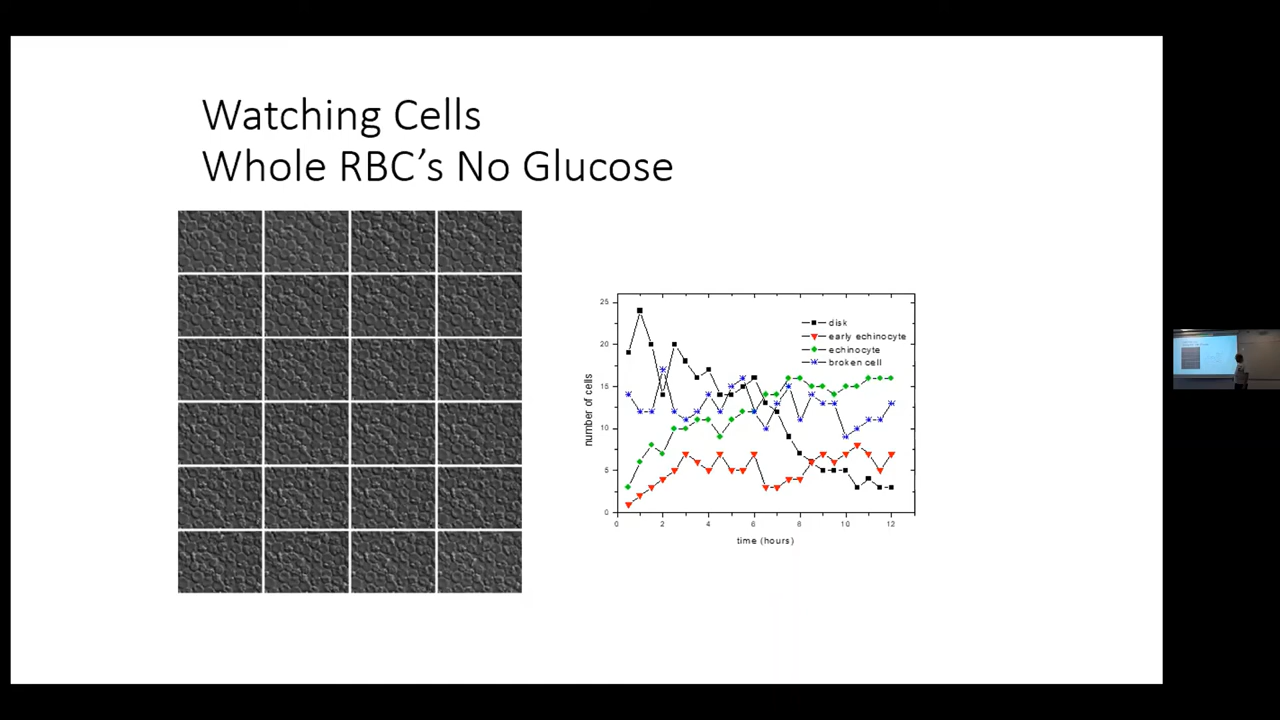 Watching Cells
Whole RBC’s No Glucose
25
20
15
10
5
0
number of cells
disk
early echinocyte
echinocyte
broken cell
0 2 4 6 8 10 12
time (hours)